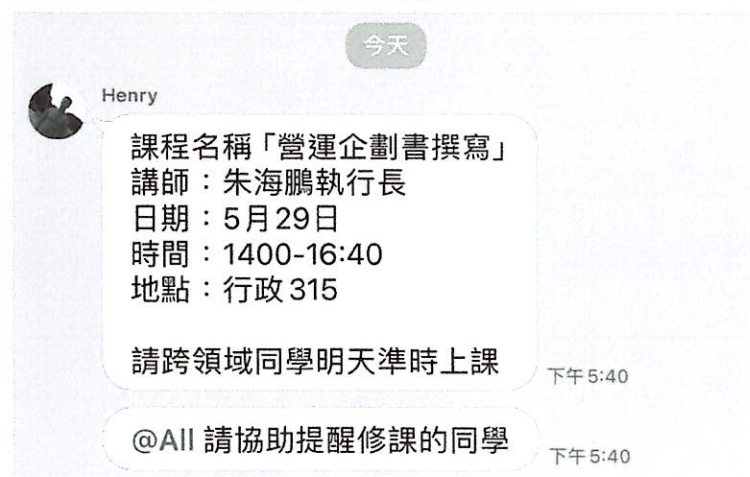 今天
Henry
課程名稱「營運企劃書撰寫」
講師：朱海鵬執行長
日期：5月29日
時間：1400-16:40
地點：行政315
請跨領域同學明天準時上課
下午5:40
@All 請協助提醒修課的同學
下午5:40